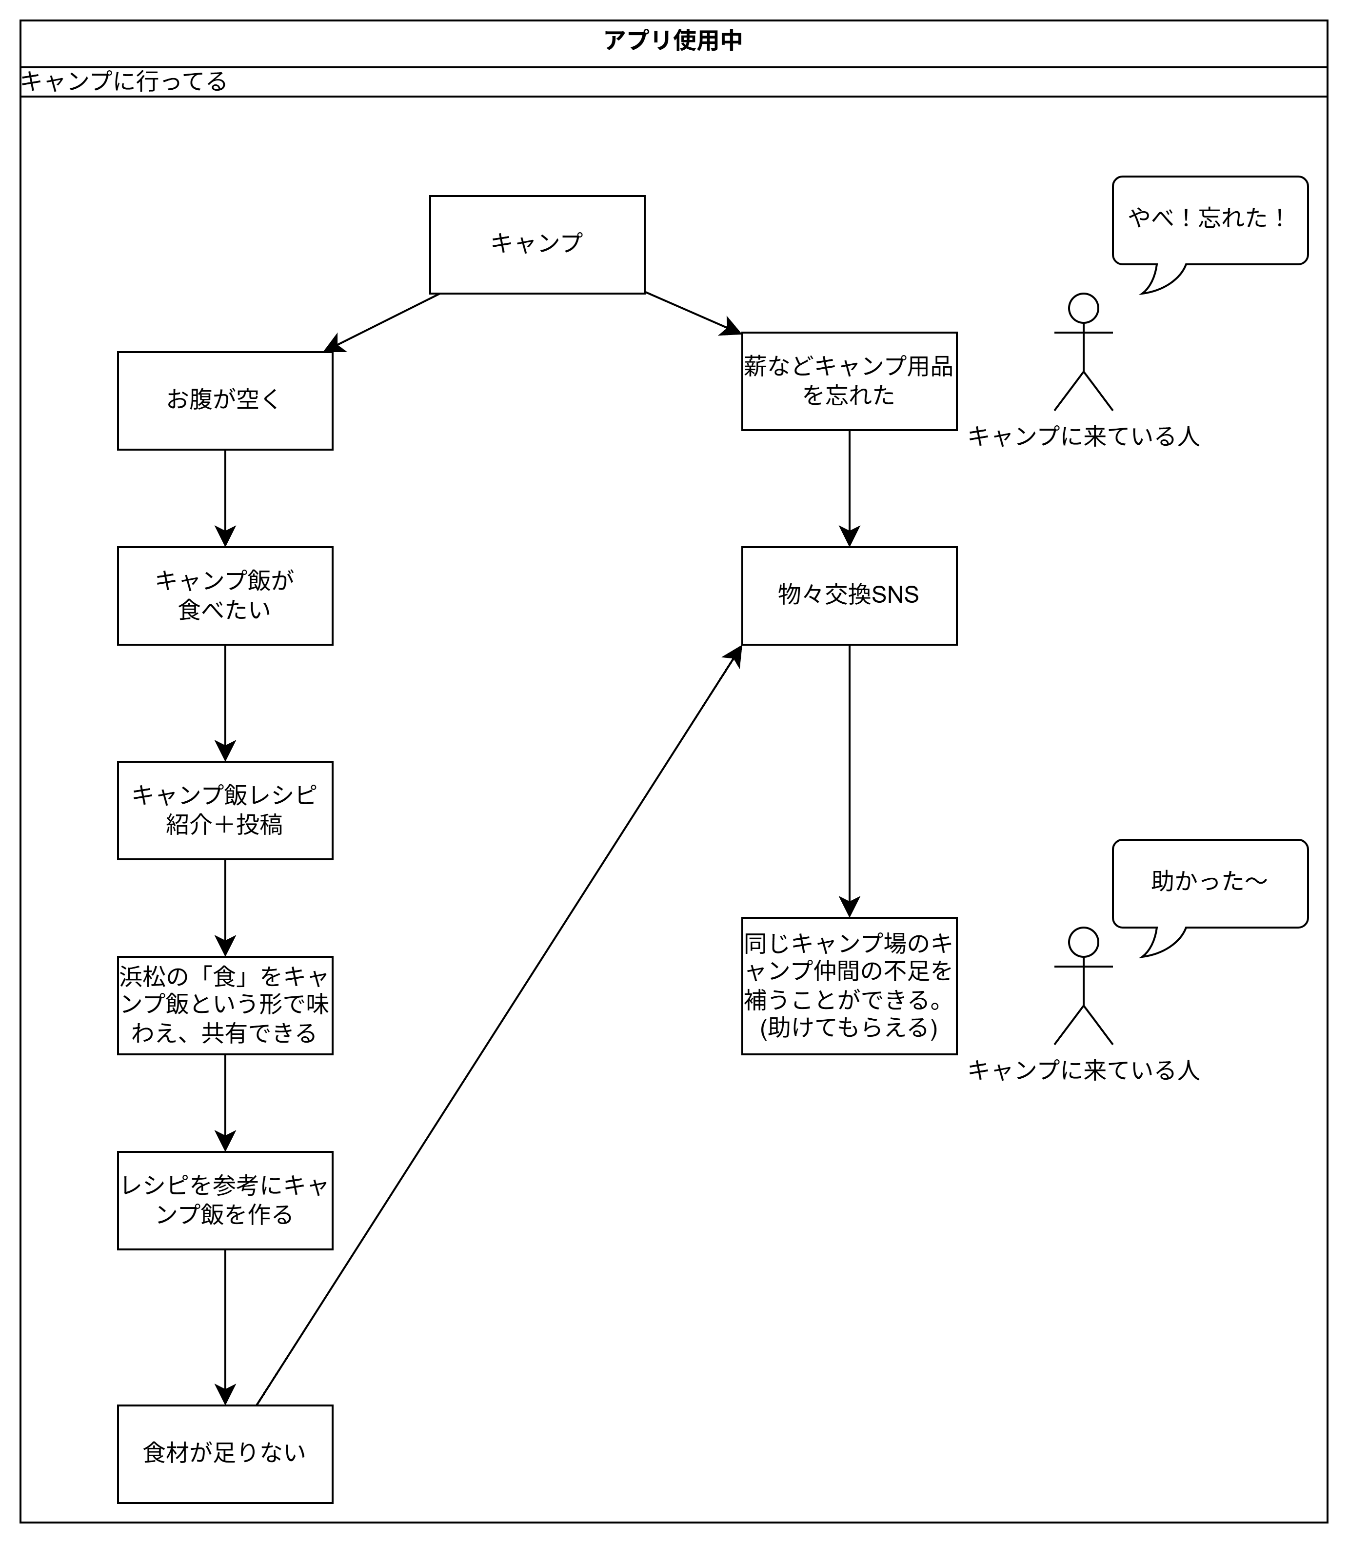 アプリ使用中
キャンプに行ってる
キャンプ
やべ！忘れた！
お腹が空く
薪などキャンプ用品
を忘れた
キャンプに来ている人
キャンプ飯が
食べたい
物々交換SNS
キャンプ飯レシピ
紹介＋投稿
浜松の「食」をキャ
ンプ飯という形で味
わえ、共有できる
同じキャンプ場のキ
ャンプ仲間の不足を
補うことができる。
(助けてもらえる)
助かった〜
キャンプに来ている人
レシピを参考にキャ
ンプ飯を作る
食材が足りない